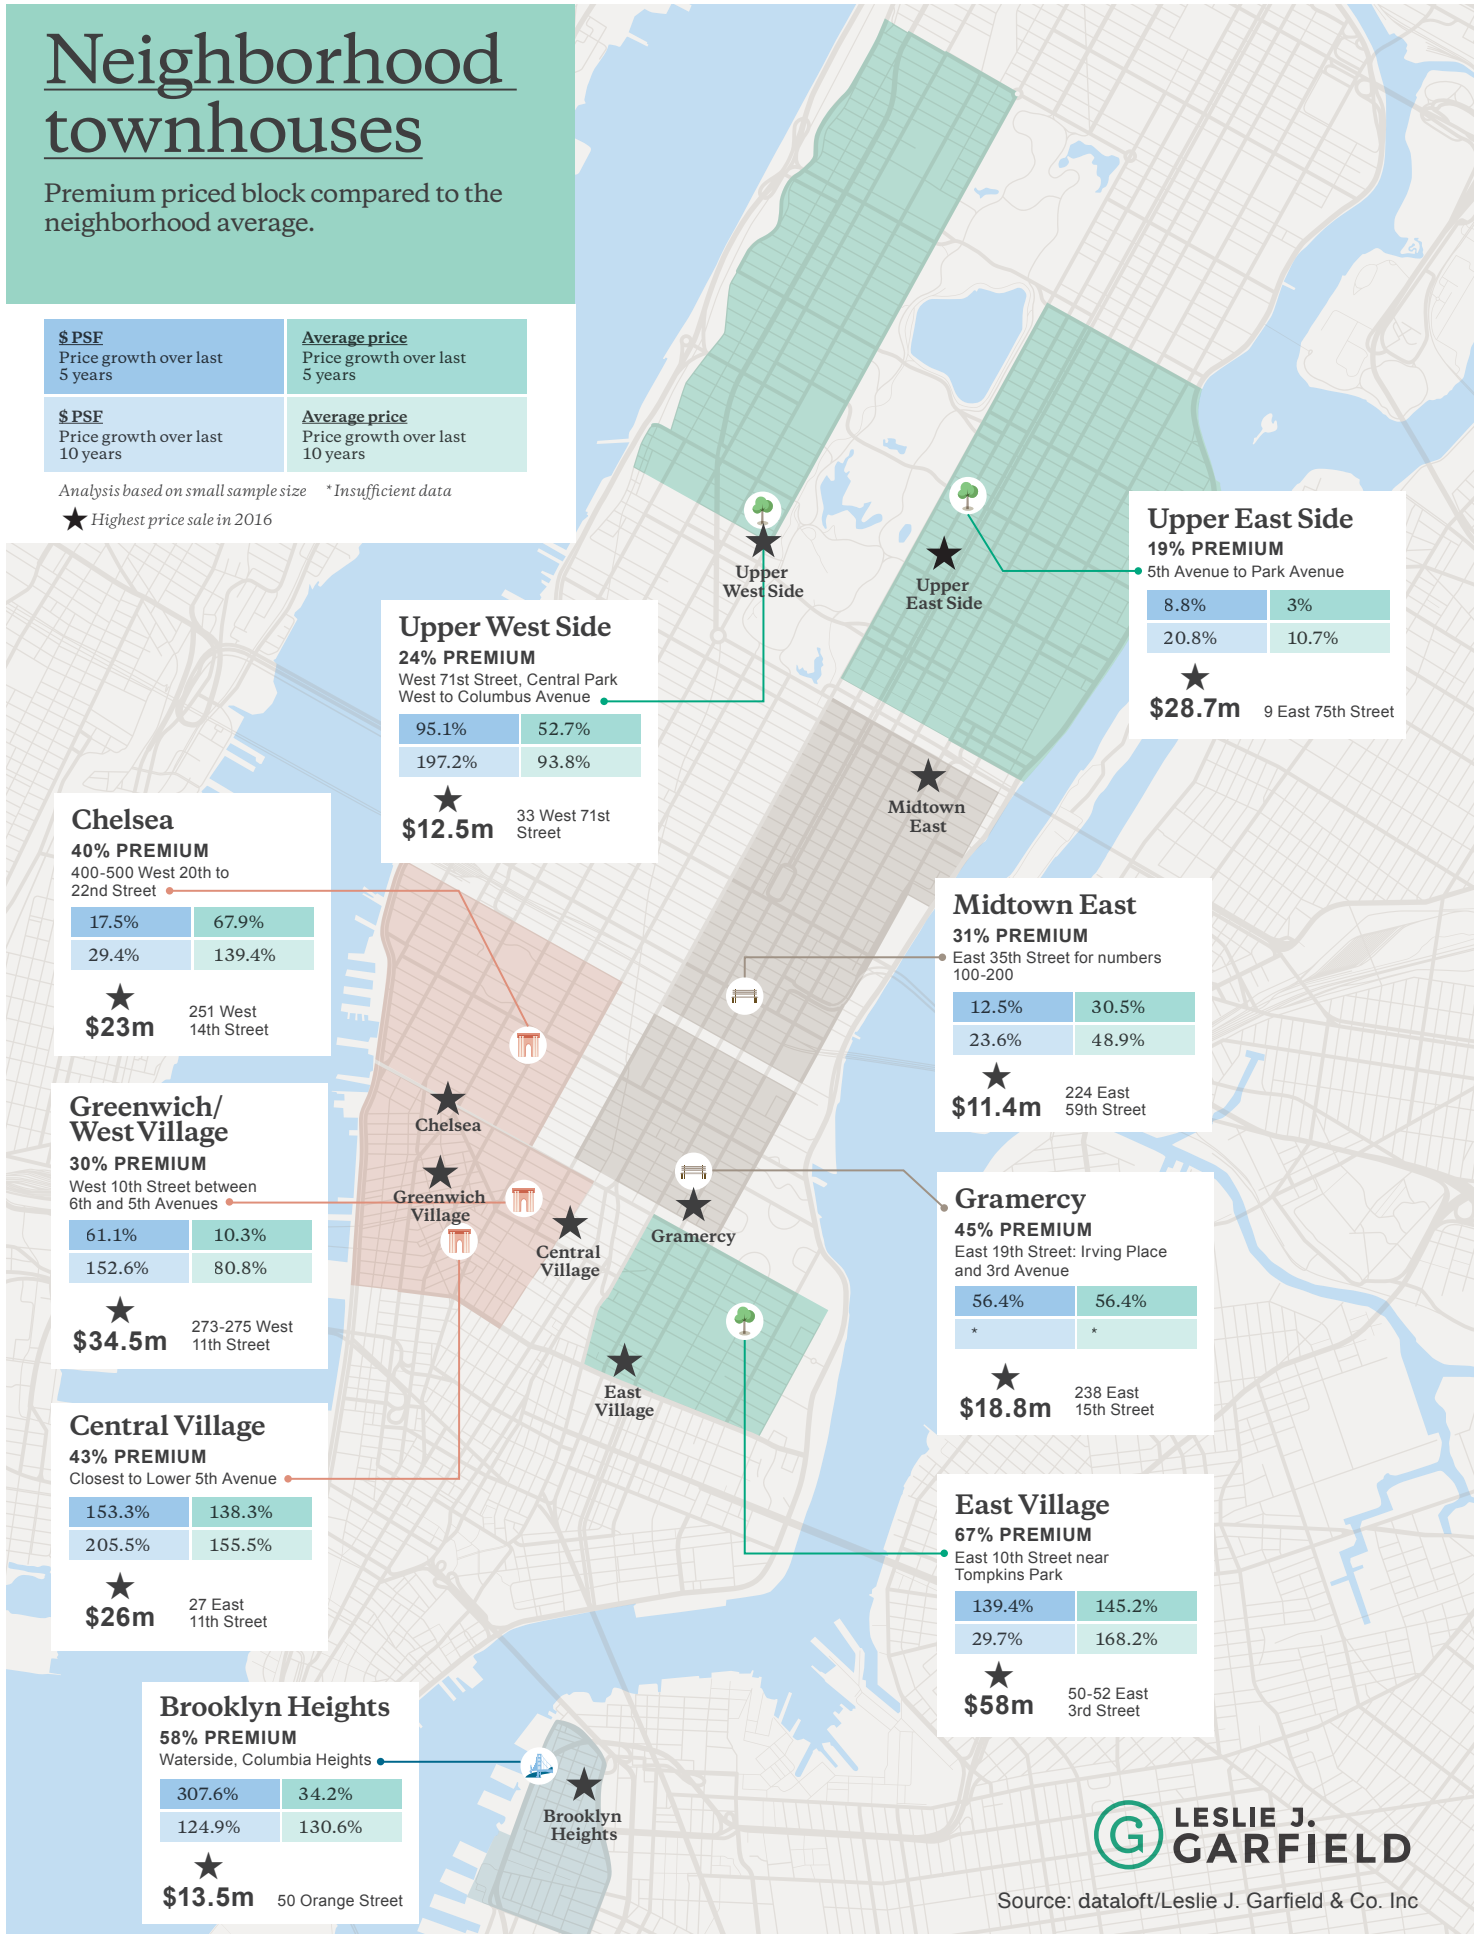 Neighborhood
townhouses
Premium priced block compared to the
neighborhood average.
$ PSF
Price growth over last
5 years
Average price
Price growth over last
5 years
$ PSF
Price growth over last
10 years
Average price
Price growth over last
10 years
Analysis based on small sample size * Insufficient data
Highest price sale in 2016
Upper
West Side
Upper
East Side
Upper East Side
19% PREMIUM
5th Avenue to Park Avenue
8.8% 3%
20.8% 10.7%
$28.7m 9 East 75th Street
Upper West Side
24% PREMIUM
West 71st Street, Central Park
West to Columbus Avenue
95.1% 52.7%
197.2% 93.8%
$12.5m
33 West 71st
Street
Midtown
East
Chelsea
40% PREMIUM
400-500 West 20th to
22nd Street
17.5% 67.9%
29.4% 139.4%
$23m
251 West
14th Street
Midtown East
31% PREMIUM
East 35th Street for numbers
100-200
12.5% 30.5%
23.6% 48.9%
$11.4m
224 East
59th Street
Greenwich/
West Village
30% PREMIUM
West 10th Street between
6th and 5th Avenues
61.1% 10.3%
152.6% 80.8%
$34.5m
273-275 West
11th Street
Chelsea
Greenwich
Village
Central
Village
Gramercy
Gramercy
45% PREMIUM
East 19th Street: Irving Place
and 3rd Avenue
56.4% 56.4%
* *
$18.8m
238 East
15th Street
East
Village
Central Village
43% PREMIUM
Closest to Lower 5th Avenue
153.3% 138.3%
205.5% 155.5%
$26m
27 East
11th Street
East Village
67% PREMIUM
East 10th Street near
Tompkins Park
139.4% 145.2%
29.7% 168.2%
$58m
50-52 East
3rd Street
Brooklyn Heights
58% PREMIUM
Waterside, Columbia Heights
307.6% 34.2%
124.9% 130.6%
$13.5m 50 Orange Street
Brooklyn
Heights
G
LESLIE J.
GARFIELD
Source: dataloft/Leslie J. Garfield & Co. Inc